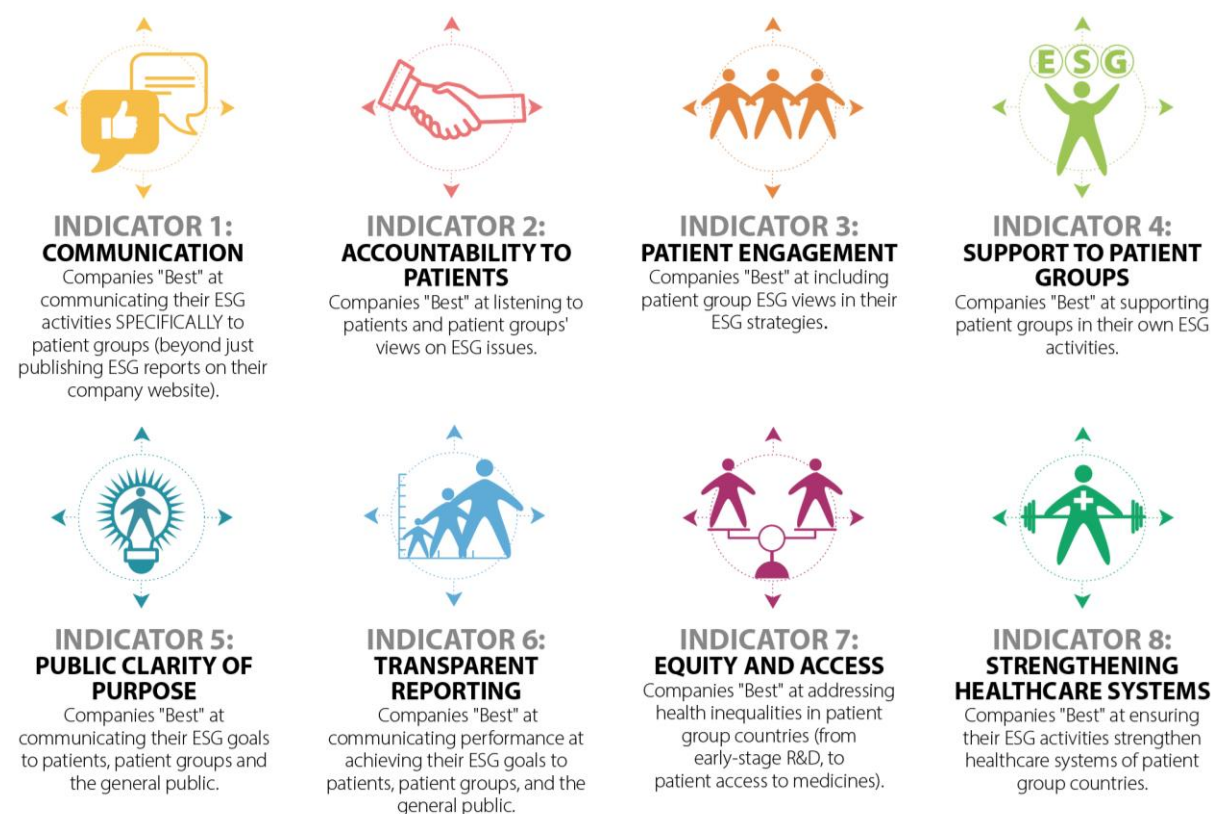 E S G
INDICATOR 1:
COMMUNICATION
Companies "Best" at
communicating their ESG
activities SPECIFICALLY to
patient groups (beyond just
publishing ESG reports on their
company website).
INDICATOR 2:
ACCOUNTABILITY TO
PATIENTS
Companies "Best" at listening to
patients and patient groups'
views on ESG issues.
INDICATOR 3:
PATIENT ENGAGEMENT
Companies "Best" at including
patient group ESG views in their
ESG strategies.
INDICATOR 4:
SUPPORT TO PATIENT
GROUPS
Companies "Best" at supporting
patient groups in their own ESG
activities.
INDICATOR 5:
PUBLIC CLARITY OF
PURPOSE
Companies "Best" at
communicating their ESG goals
to patients, patient groups and
the general public.
INDICATOR 6:
TRANSPARENT
REPORTING
Companies "Best" at
communicating performance at
achieving their ESG goals to
patients, patient groups, and the
general public.
INDICATOR 7:
EQUITY AND ACCESS
Companies "Best" at addressing
health inequalities in patient
group countries (from
early-stage R&D, to
patient access to medicines).
INDICATOR 8:
STRENGTHENING
HEALTHCARE SYSTEMS
Companies "Best" at ensuring
their ESG activities strengthen
healthcare systems of patient
group countries.